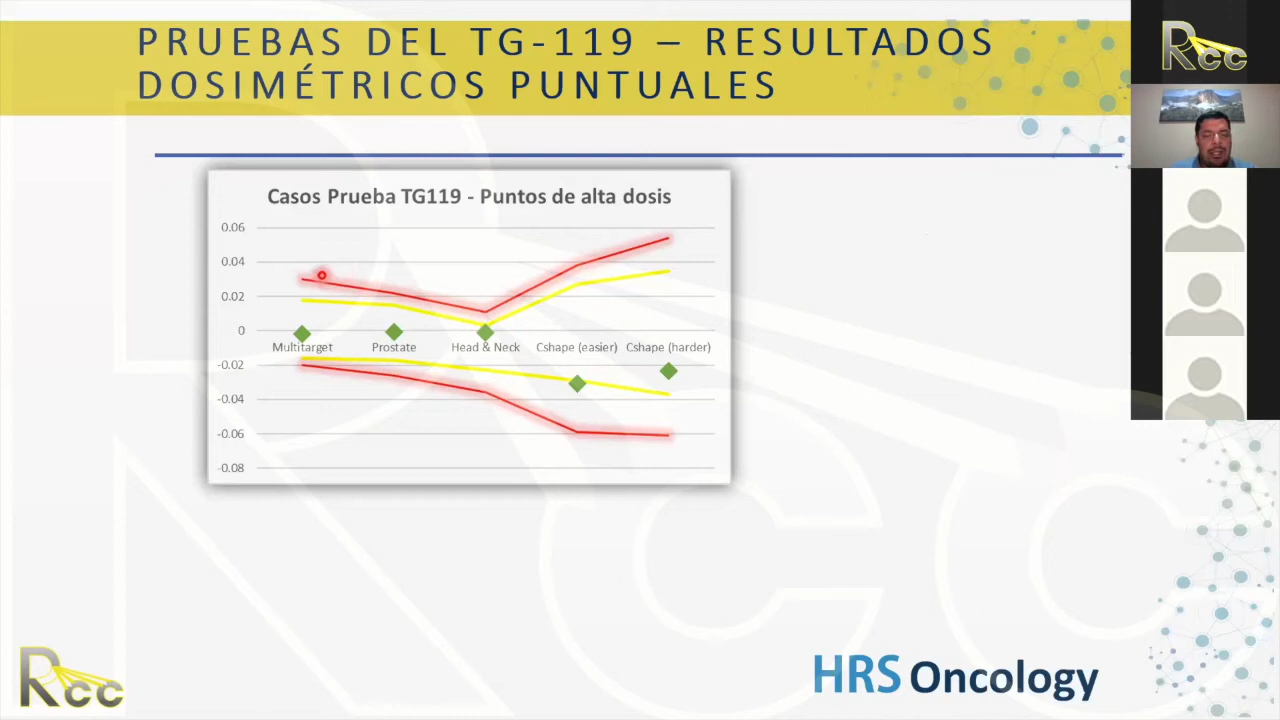 PRUEBAS DEL TG-119 – RESULTADOS
DOSIMÉTRICOS PUNTUALES
Rcc
Casos Prueba TG119 - Puntos de alta dosis
0.06
0.04
0.02
0
-0.02
-0.04
-0.06
-0.08
Multitarget Prostate Head & Neck Cshape (easier) Cshape (harder)
Rcc
HRS Oncology